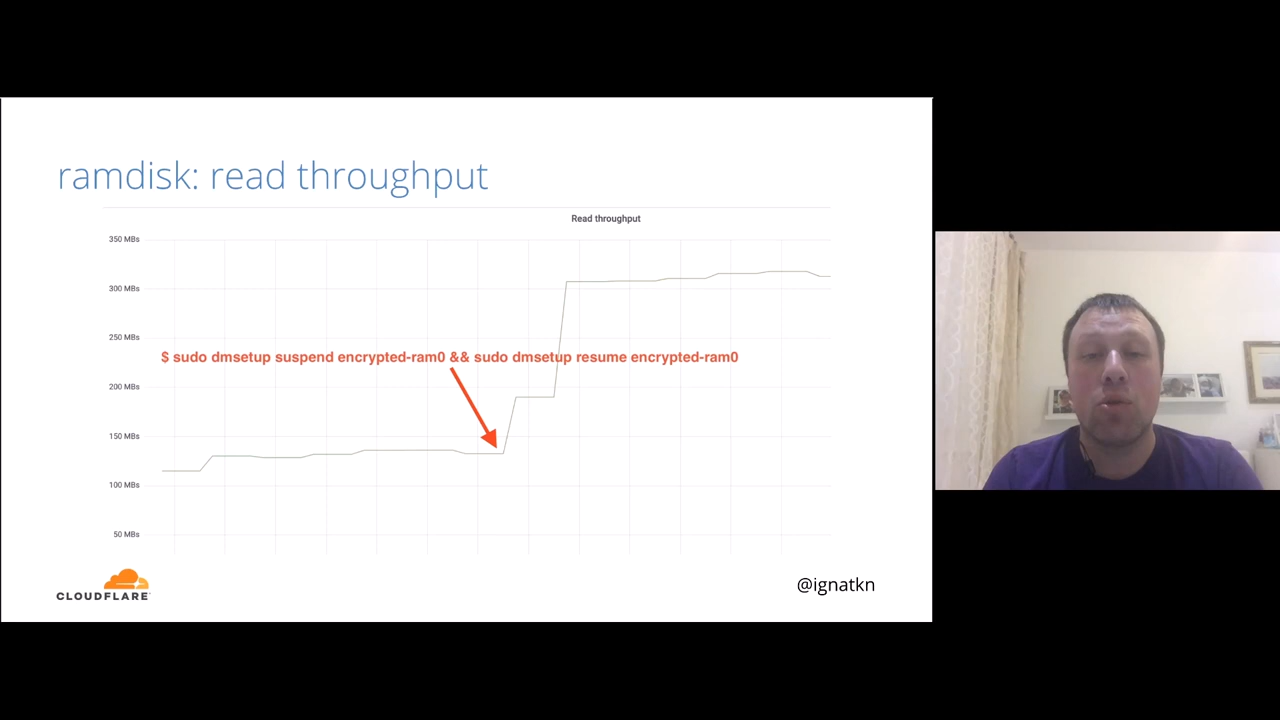 ramdisk: read throughput
Read throughput
350 MBs
300 MBs
250 MBs
$ sudo dmsetup suspend encrypted-ram0 && sudo dmsetup resume encrypted-ram0
200 MBs
150 MBs
100 MBs
50 MBs
CLOUDFLARE
@ignatkn